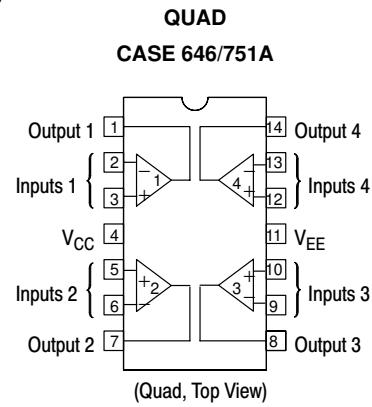 QUAD
CASE 646/751A
Output 1 1 14 Output 4
2 − − 13
Inputs 1 1 4 Inputs 4
3 + + 12
VCC 4 11 VEE
5 + + 10
Inputs 2 2 3 Inputs 3
6 − − 9
Output 2 7 8 Output 3
(Quad, Top View)